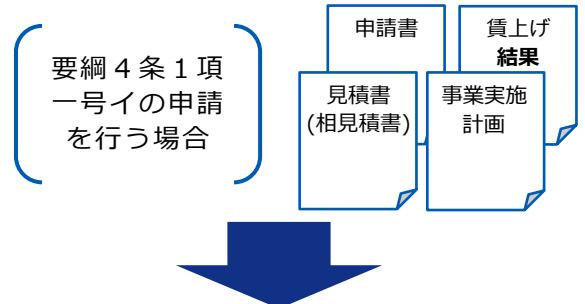 要綱４条１項
一号イの申請
を行う場合
申請書
賃上げ
結果
見積書
(相見積書)
事業実施
計画